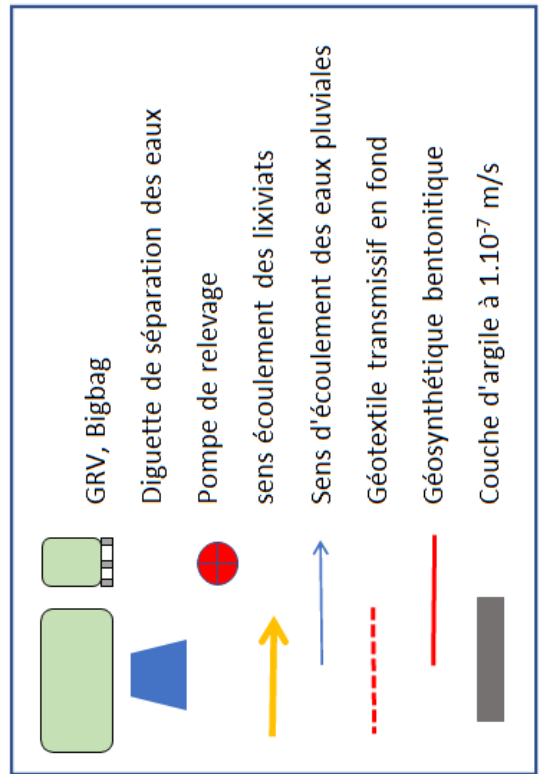 GRV, Bigbag
Diguette de séparation des eaux
Pompe de relevage
sens écoulement des lixiviats
Sens d'écoulement des eaux pluviales
Géotextile transmissif en fond
Géosynthétique bentonitique
Couche d'argile à 1.10⁻⁷ m/s